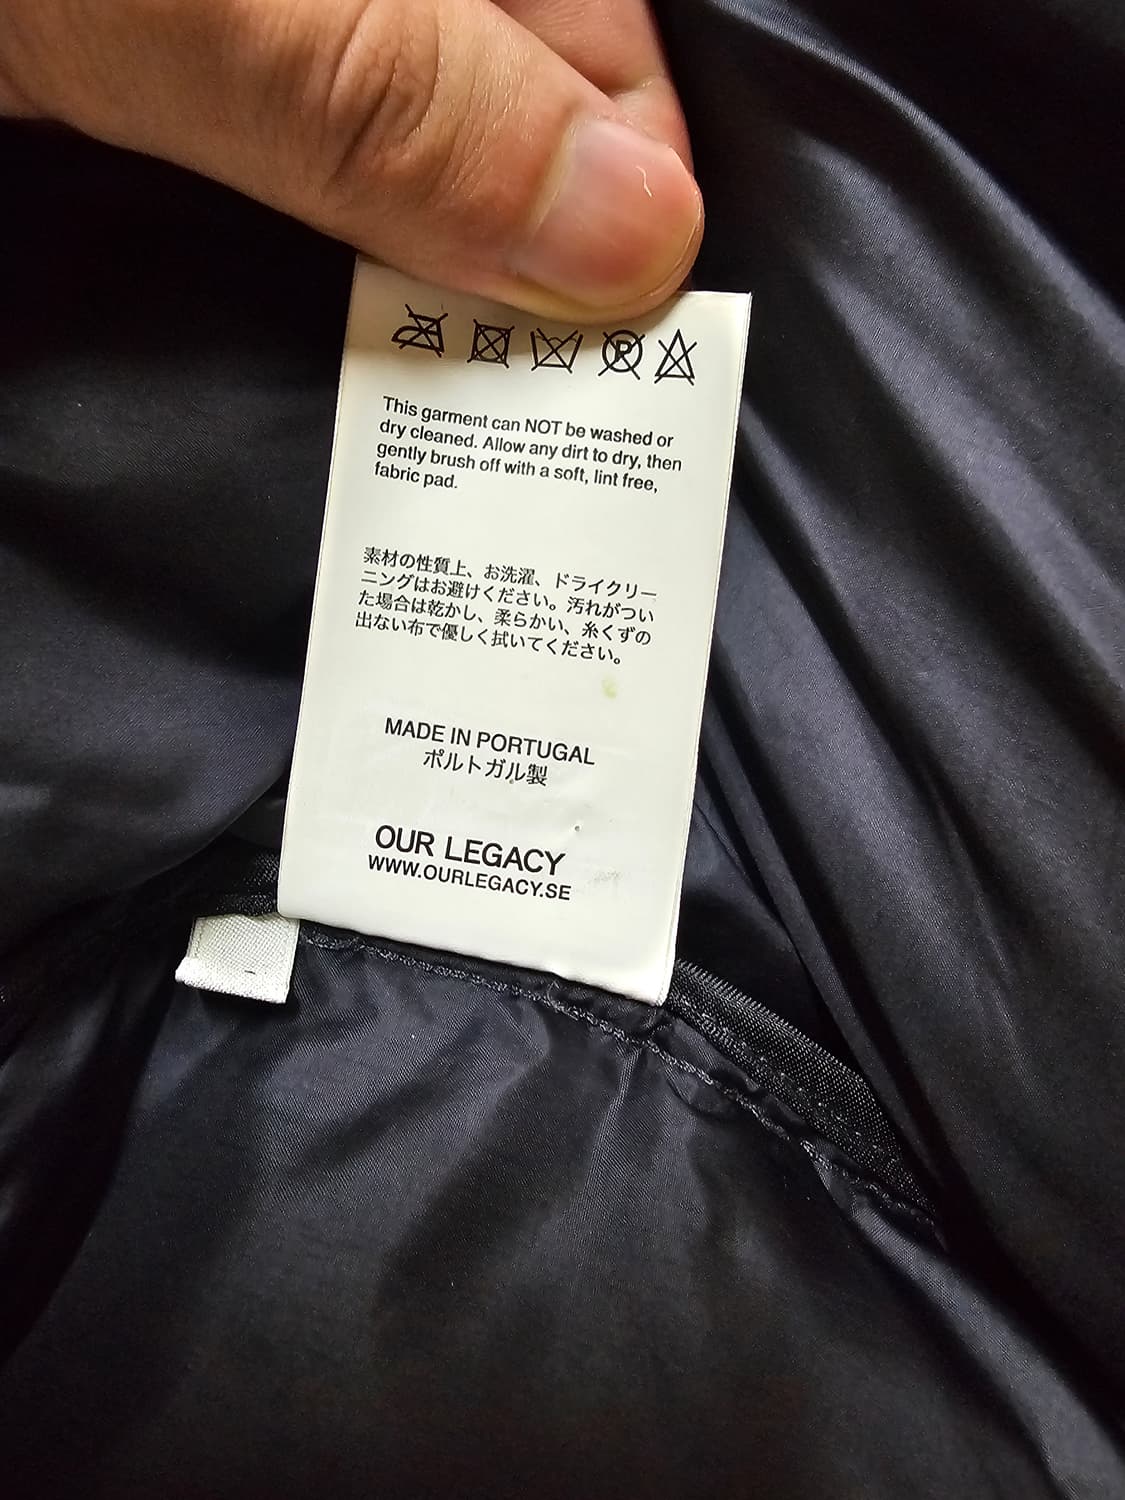 P
This garment can NOT be washed or
dry cleaned. Allow any dirt to dry, then
gently brush off with a soft, lint free,
fabric pad.
素材の性質上、お洗濯、ドライクリー
ニングはお避けください。汚れがつい
た場合は乾かし、柔らかい、糸くずの
出ない布で優しく拭いてください。
MADE IN PORTUGAL
ポルトガル製
OUR LEGACY
WWW.OURLEGACY.SE